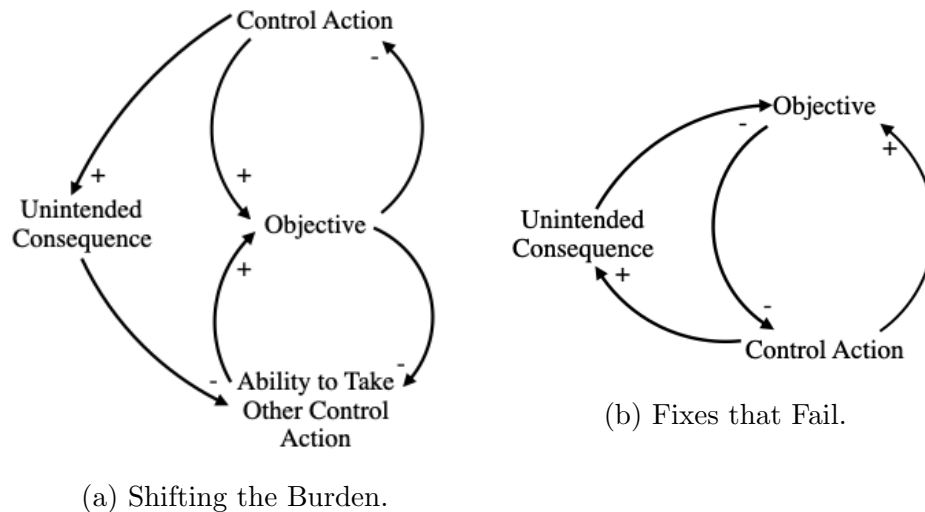 Control Action
-
+
+
Unintended
Consequence
Objective
+
-
-
Ability to Take
Other Control
Action
(a) Shifting the Burden.
Objective
-
+
Unintended
Consequence
+
-
Control Action
(b) Fixes that Fail.